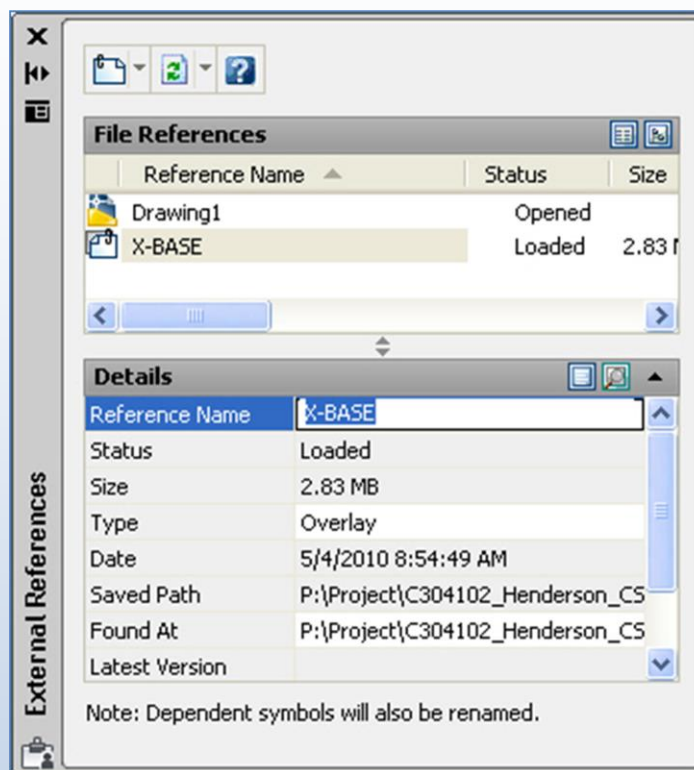 File References
Reference Name Status Size
Drawing1 Opened
X-BASE Loaded 2.83
Details
Reference Name X-BASE
Status Loaded
Size 2.83 MB
Type Overlay
Date 5/4/2010 8:54:49 AM
Saved Path P:\Project\C304102_Henderson_CS
Found At P:\Project\C304102_Henderson_CS
Latest Version
Note: Dependent symbols will also be renamed.
External References